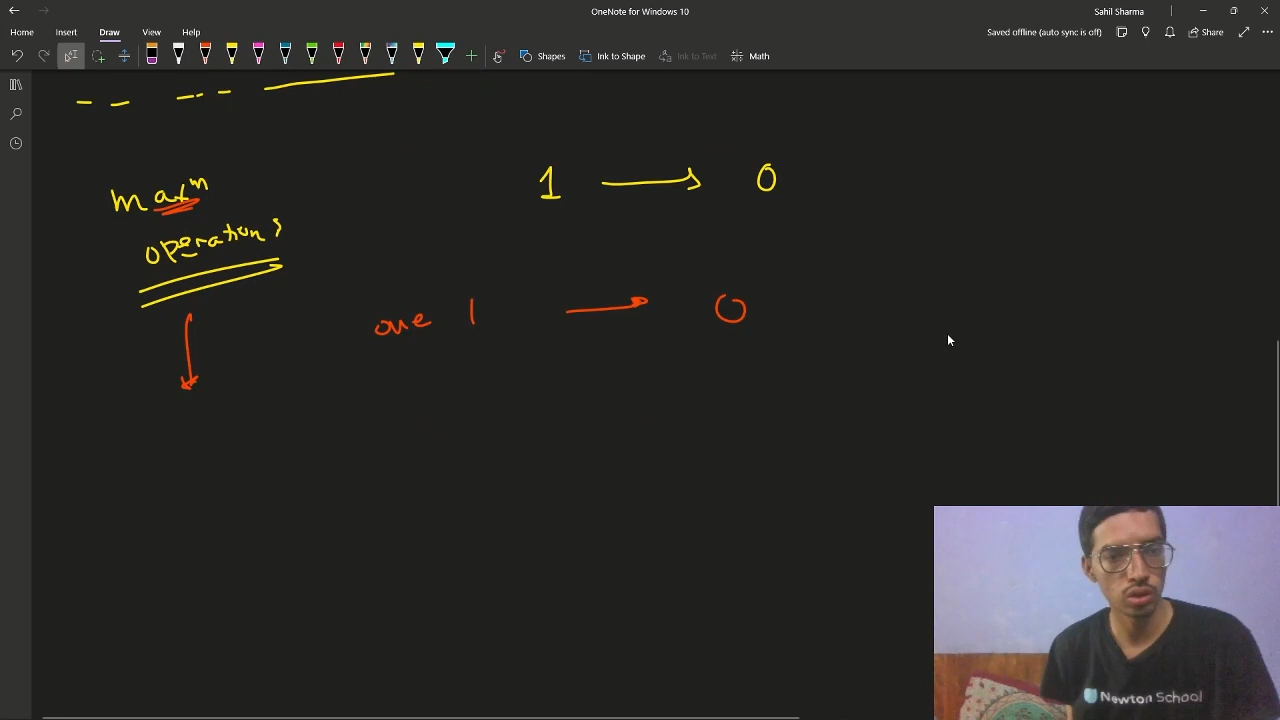 OneNote for Windows 10
Sahil Sharma
Home Insert Draw View Help
Saved offline (auto sync is off)
Share
Shapes
Ink to Shape
Ink to Text
Math
maxᵐ
operations
1 → 0
one 1 → 0
Newton School